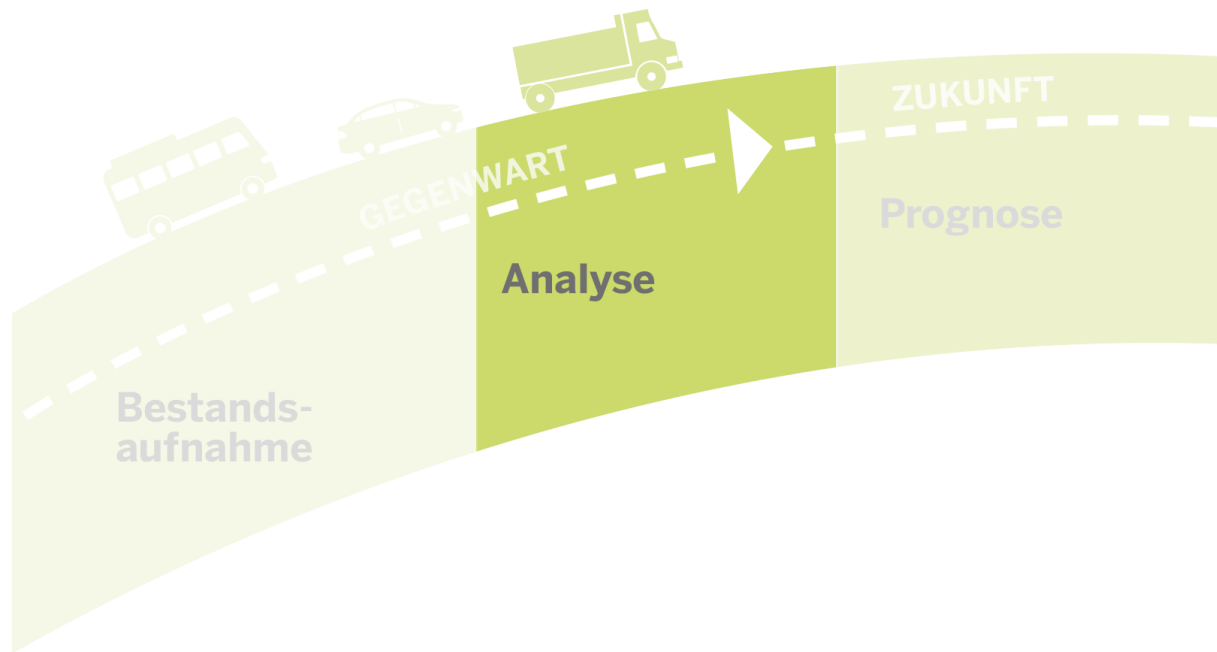 GEGENWART
ZUKUNFT
Bestands-
aufnahme
Analyse
Prognose